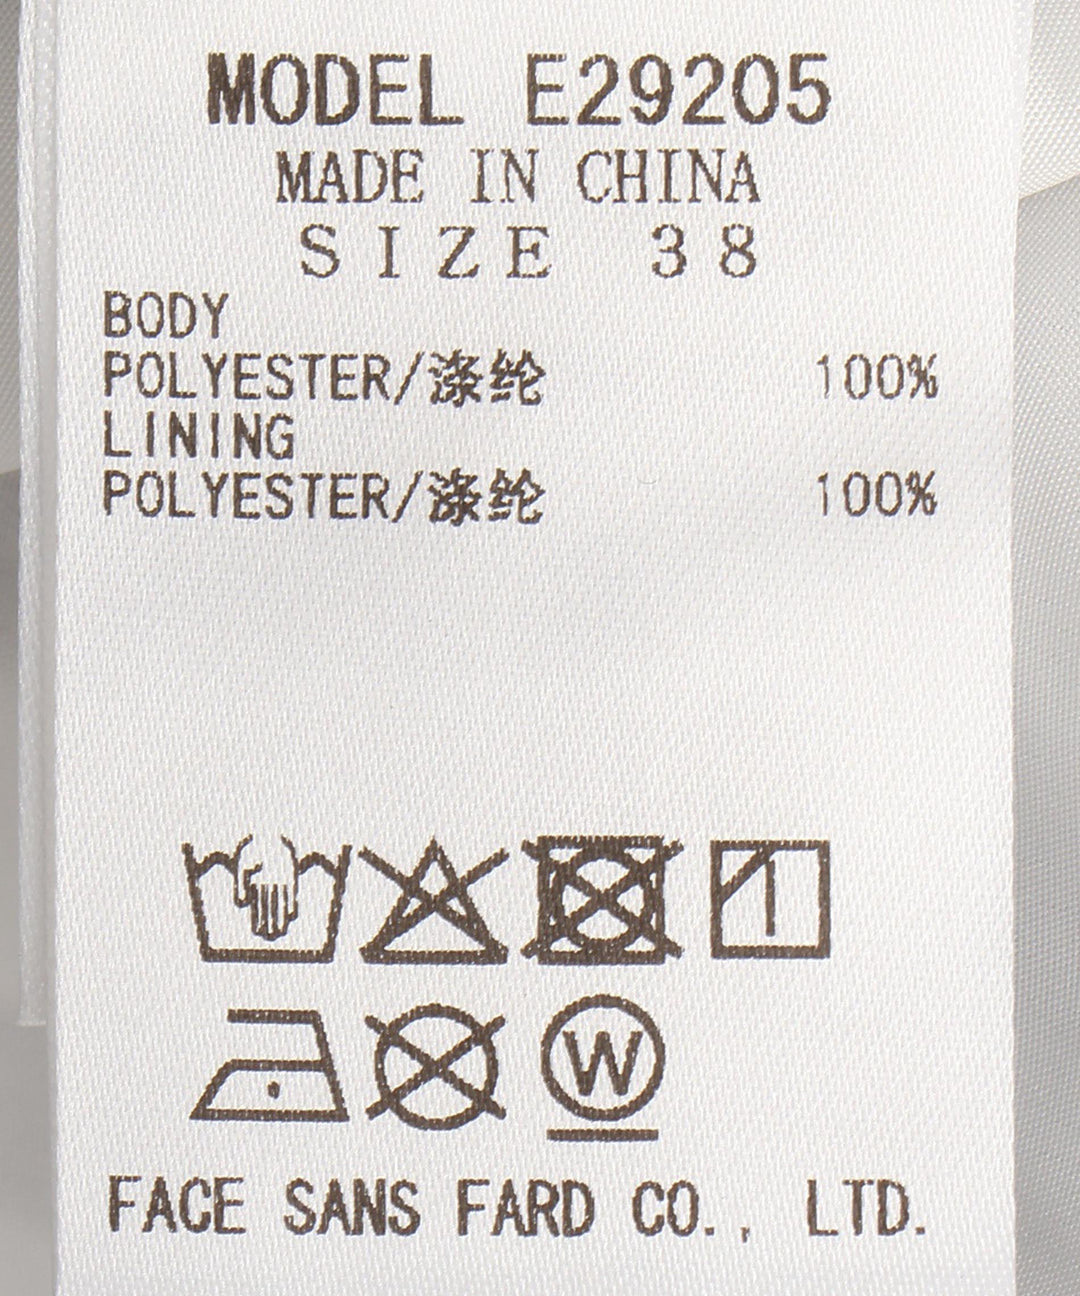 MODEL E29205
MADE IN CHINA
SIZE 38
BODY
POLYESTER/涤纶 100%
LINING
POLYESTER/涤纶 100%
W
FACE SANS FARD CO., LTD.